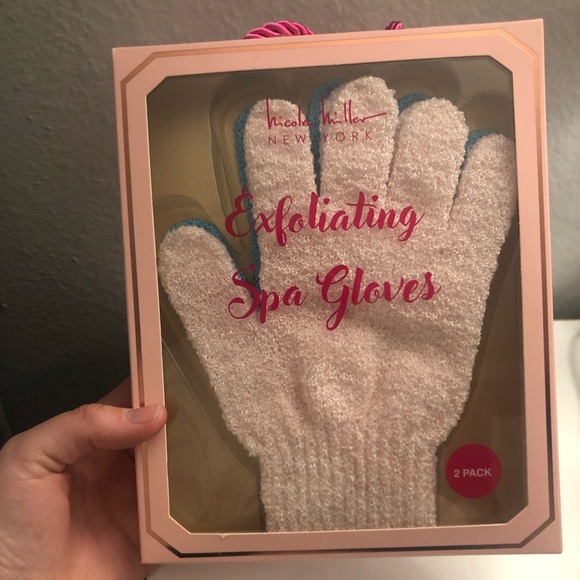 Nicole Miller
NEW YORK
Exfoliating
Spa Gloves
2 PACK